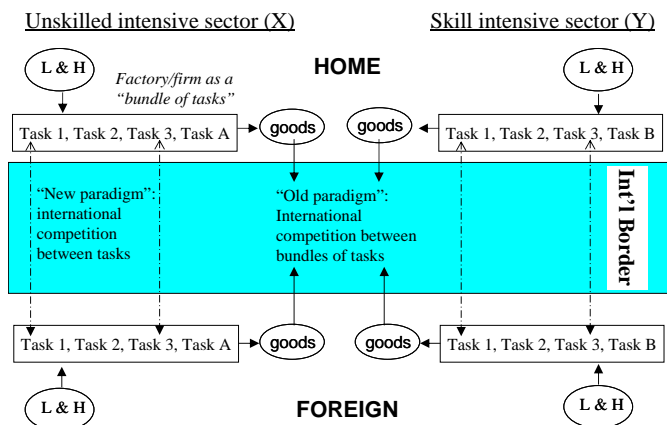 Unskilled intensive sector (X)
Skill intensive sector (Y)
L & H
Factory/firm as a
“bundle of tasks”
HOME
L & H
Task 1, Task 2, Task 3, Task A
goods
goods
Task 1, Task 2, Task 3, Task B
“New paradigm”:
international
competition
between tasks
“Old paradigm”:
International
competition between
bundles of tasks
Int’l Border
Task 1, Task 2, Task 3, Task A
goods
goods
Task 1, Task 2, Task 3, Task B
L & H
FOREIGN
L & H